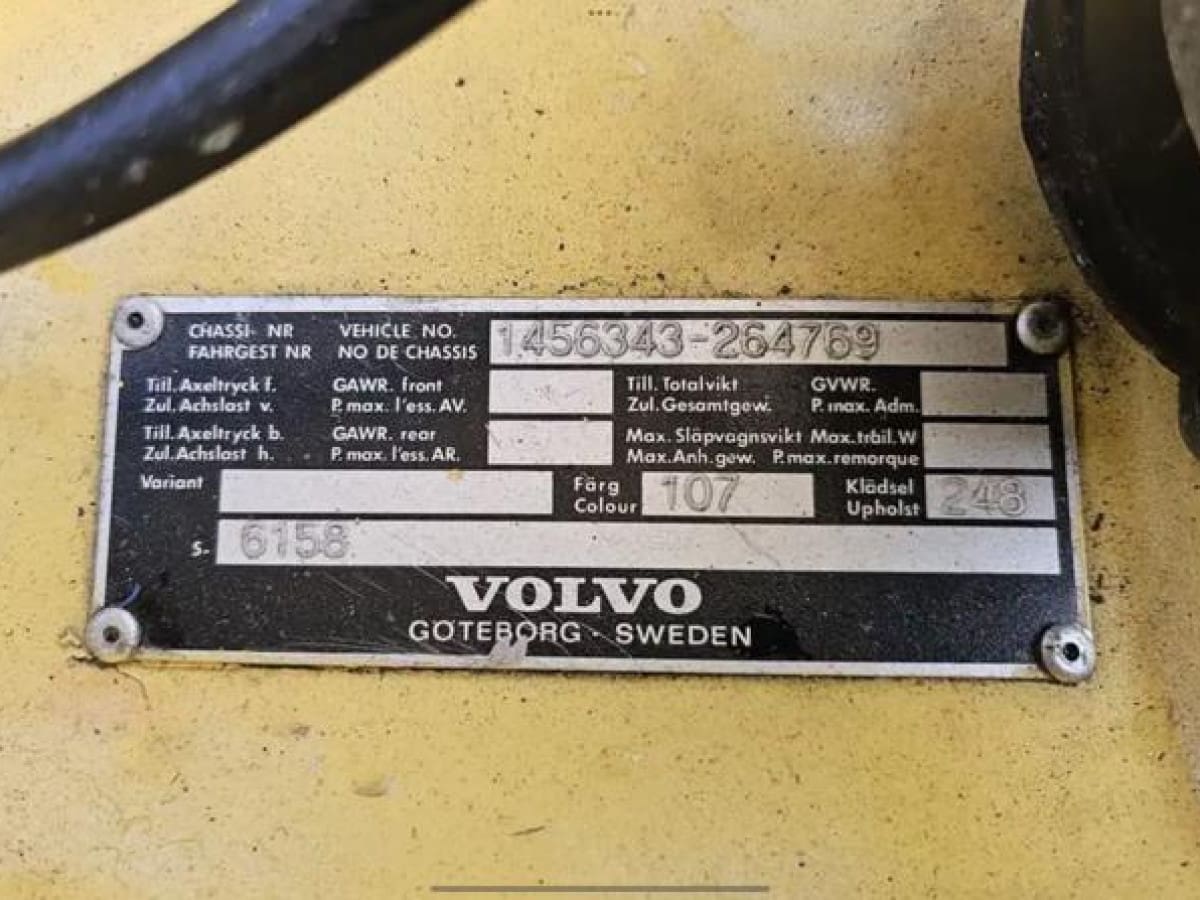 CHASSI- NR VEHICLE NO. 1456343-264769
FAHRGEST NR NO DE CHASSIS
Till. Axeltryck f. GAWR. front Till. Totalvikt GVWR.
Zul. Achslast v. P. max. l'ess. AV. Zul. Gesamtgew. P. max. Adm.
Till. Axeltryck b. GAWR. rear Max. Släpvagnsvikt Max. trbil. W
Zul. Achslast h. P. max. l'ess. AR. Max. Anh. gew. P. max. remorque
Variant Färg 107 Klädsel 248
Colour Upholst
S- 6158
VOLVO
GÖTEBORG · SWEDEN